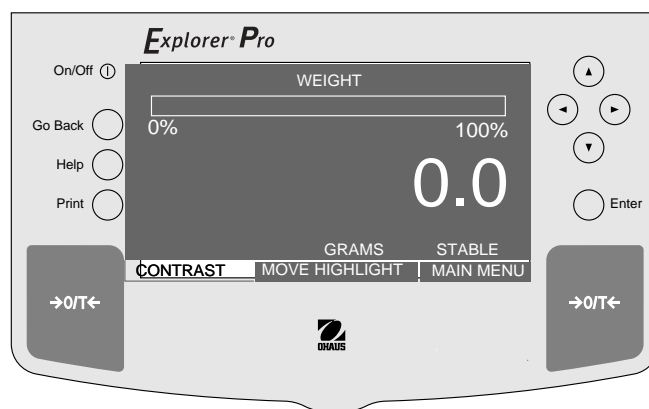 Explorer® Pro
On/Off
WEIGHT
0% 100%
Go Back
Help
Print
0.0
Enter
GRAMS STABLE
CONTRAST MOVE HIGHLIGHT MAIN MENU
→0/T← →0/T←
OHAUS